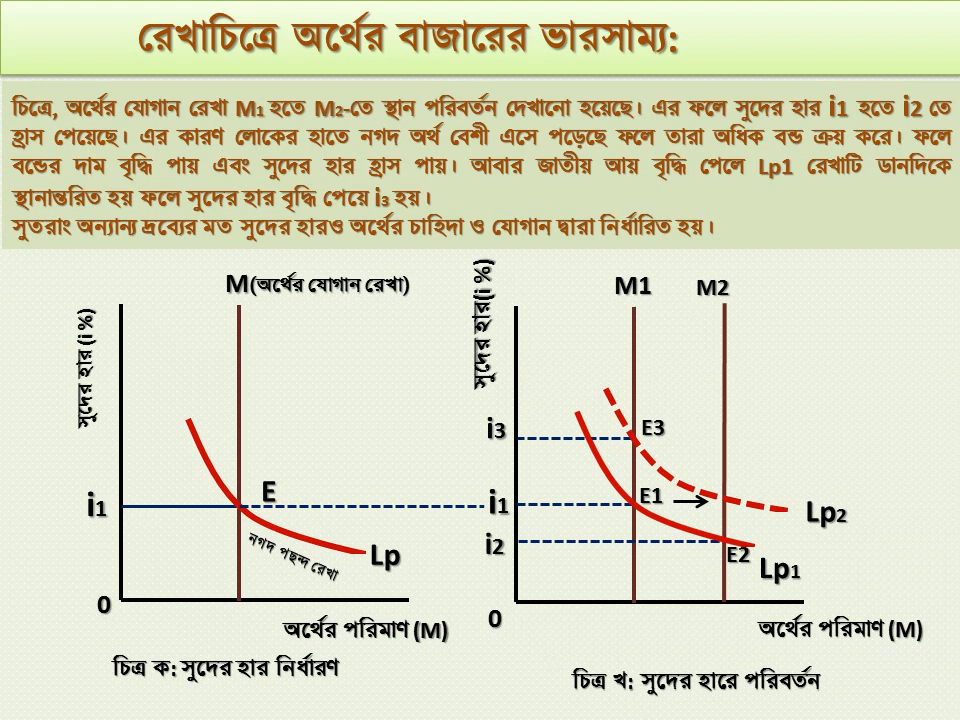 রেখাচিত্রে অর্থের বাজারের ভারসাম্য:
চিত্রে, অর্থের যোগান রেখা M1 হতে M2-তে স্থান পরিবর্তন দেখানো হয়েছে। এর ফলে সুদের হার i1 হতে i2 তে
হ্রাস পেয়েছে। এর কারণ লোকের হাতে নগদ অর্থ বেশী এসে পড়েছে ফলে তারা অধিক বন্ড ক্রয় করে। ফলে
বন্ডের দাম বৃদ্ধি পায় এবং সুদের হার হ্রাস পায়। আবার জাতীয় আয় বৃদ্ধি পেলে Lp1 রেখাটি ডানদিকে
স্থানান্তরিত হয় ফলে সুদের হার বৃদ্ধি পেয়ে i3 হয়।
সুতরাং অন্যান্য দ্রব্যের মত সুদের হারও অর্থের চাহিদা ও যোগান দ্বারা নির্ধারিত হয়।
M(অর্থের যোগান রেখা)
সুদের হার (i %)
E
i1
নগদ পছন্দ রেখা
Lp
0
অর্থের পরিমাণ (M)
চিত্র ক: সুদের হার নির্ধারণ
সুদের হার(i %)
M1
M2
i3
E3
i1
E1
Lp2
i2
E2
Lp1
0
অর্থের পরিমাণ (M)
চিত্র খ: সুদের হারে পরিবর্তন